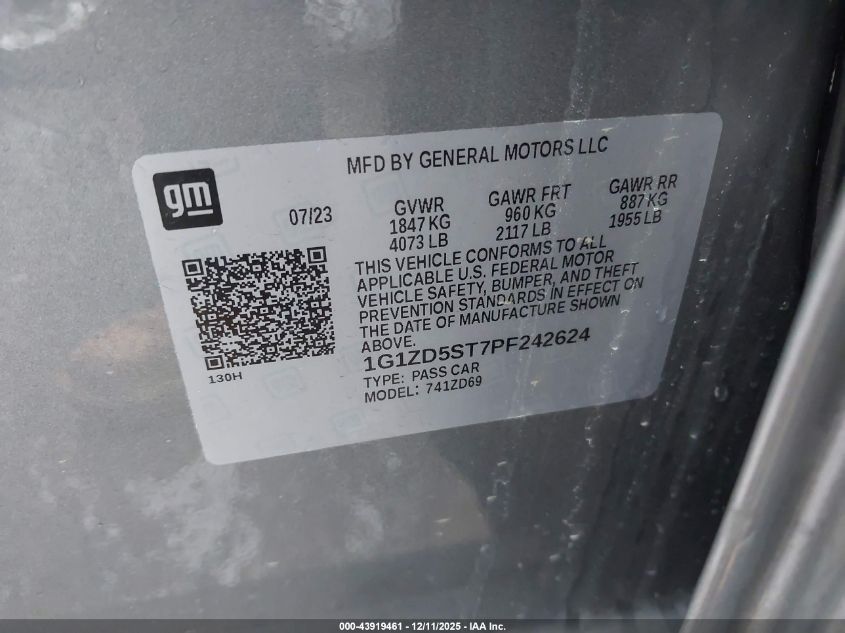 gm
MFD BY GENERAL MOTORS LLC
07/23
GVWR
1847 KG
4073 LB
GAWR FRT
960 KG
2117 LB
GAWR RR
887 KG
1955 LB
THIS VEHICLE CONFORMS TO ALL
APPLICABLE U.S. FEDERAL MOTOR
VEHICLE SAFETY, BUMPER, AND THEFT
PREVENTION STANDARDS IN EFFECT ON
THE DATE OF MANUFACTURE SHOWN
ABOVE.
1G1ZD5ST7PF242624
TYPE: PASS CAR
MODEL: 741ZD69
130H
000-43919461 - 12/11/2025 - IAA Inc.